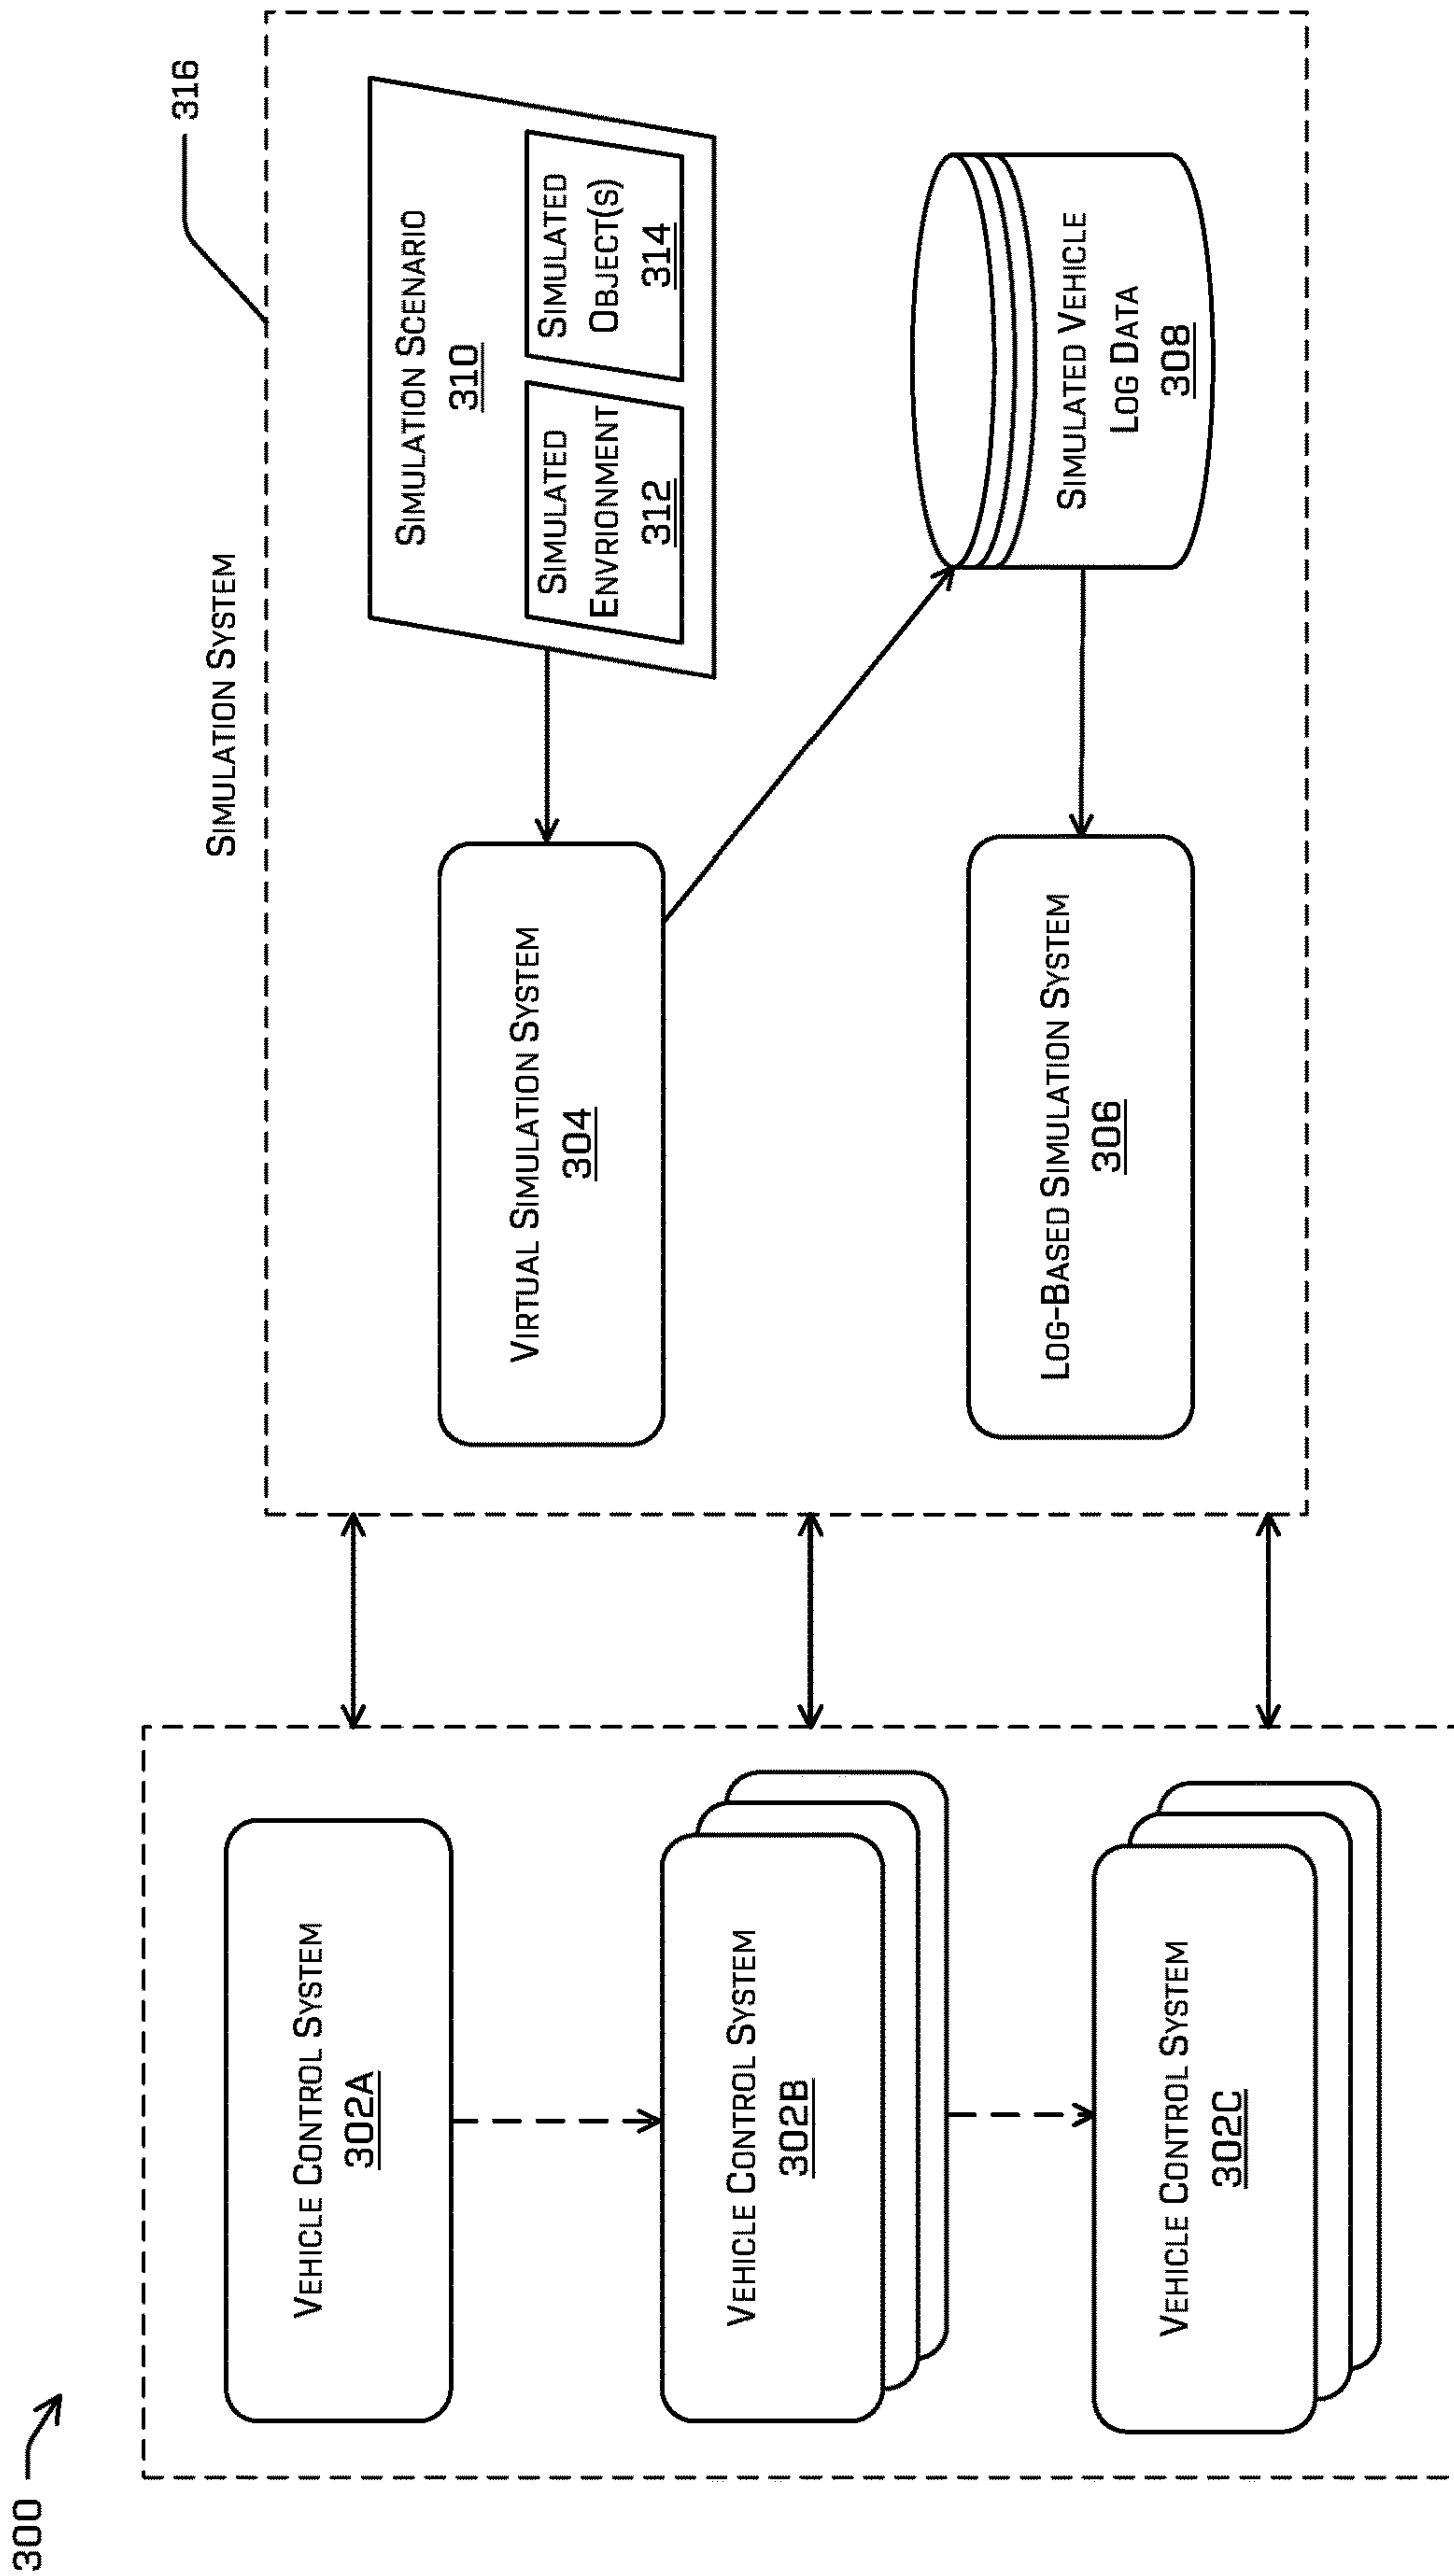 300
VEHICLE CONTROL SYSTEM
302A
VEHICLE CONTROL SYSTEM
302B
VEHICLE CONTROL SYSTEM
302C
SIMULATION SYSTEM
316
VIRTUAL SIMULATION SYSTEM
304
SIMULATION SCENARIO
310
SIMULATED
ENVRIONMENT
312
SIMULATED
OBJECT(S)
314
LOG-BASED SIMULATION SYSTEM
306
SIMULATED VEHICLE
LOG DATA
308